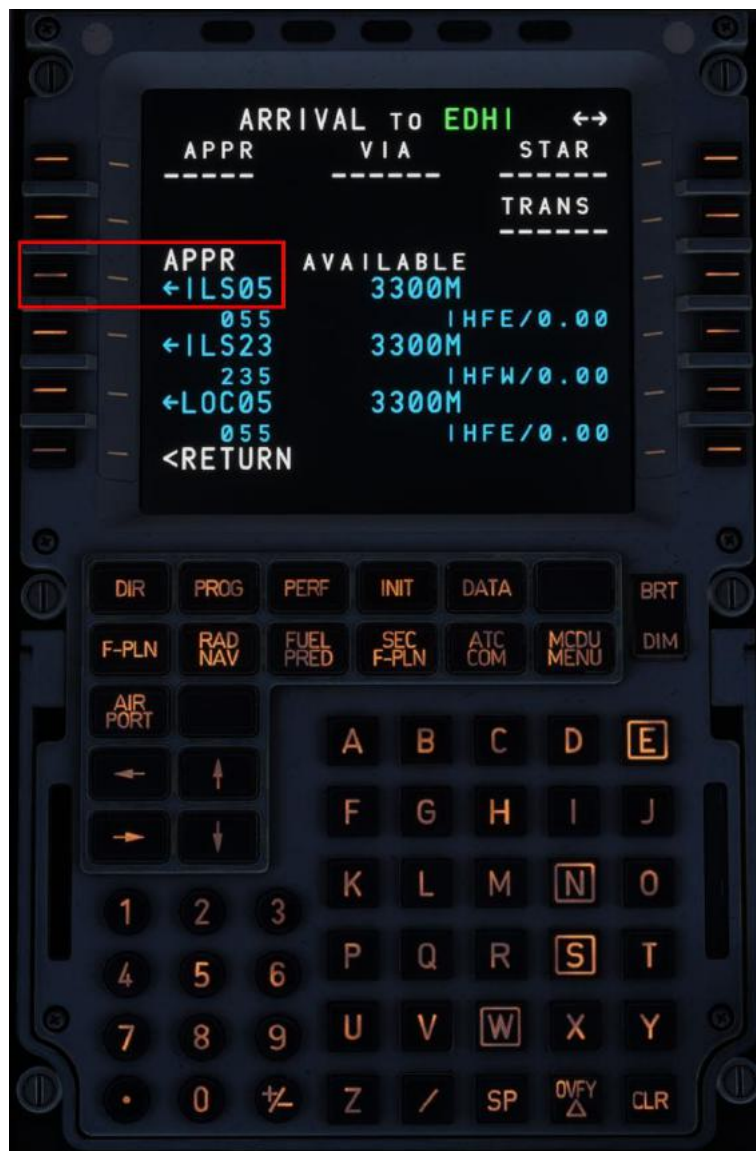 ARRIVAL TO EDHI ←→
APPR VIA STAR
----- ------ ------
TRANS
------
APPR AVAILABLE
←ILS05 3300M
055 IHFE/0.00
←ILS23 3300M
235 IHFW/0.00
←LOC05 3300M
055 IHFE/0.00
<RETURN
DIR PROG PERF INIT DATA BRT
F-PLN RAD NAV FUEL PRED SEC F-PLN ATC COM MCDU MENU DIM
AIR PORT
← ↑
→ ↓
A B C D E
F G H I J
K L M N O
1 2 3
P Q R S T
4 5 6
U V W X Y
7 8 9
Z / SP OVFY △ CLR
. 0 +/-